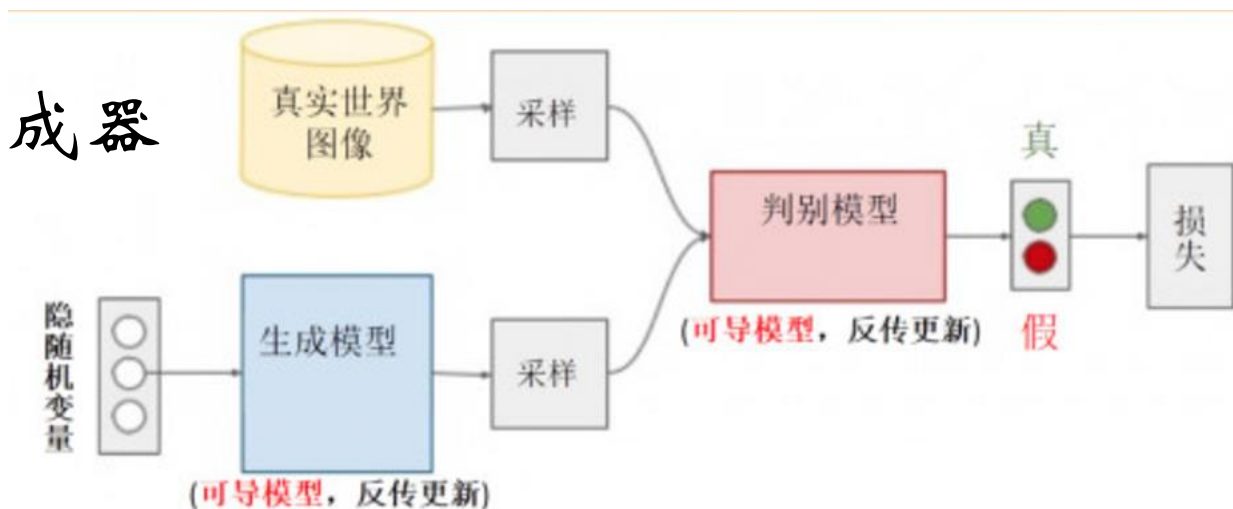 成器
真实世界
图像
采样
真
判别模型
损失
隐随机变量
生成模型
采样
(可导模型，反传更新)
假
(可导模型，反传更新)